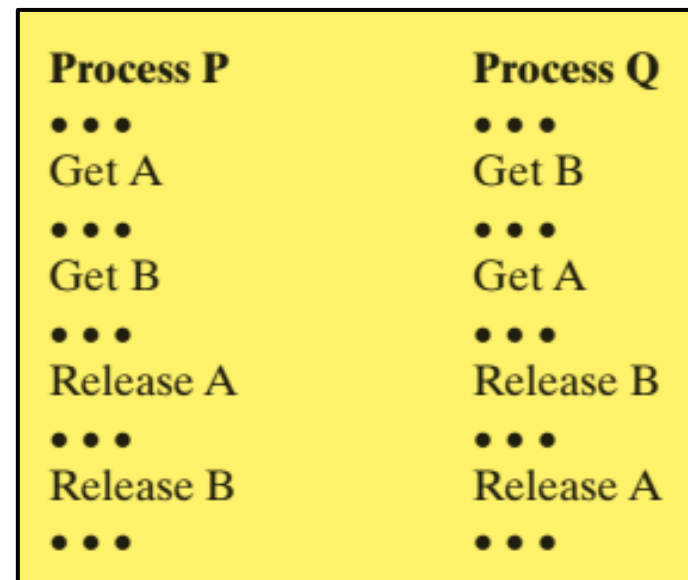 Process P Process Q
• • • • • •
Get A Get B
• • • • • •
Get B Get A
• • • • • •
Release A Release B
• • • • • •
Release B Release A
• • • • • •